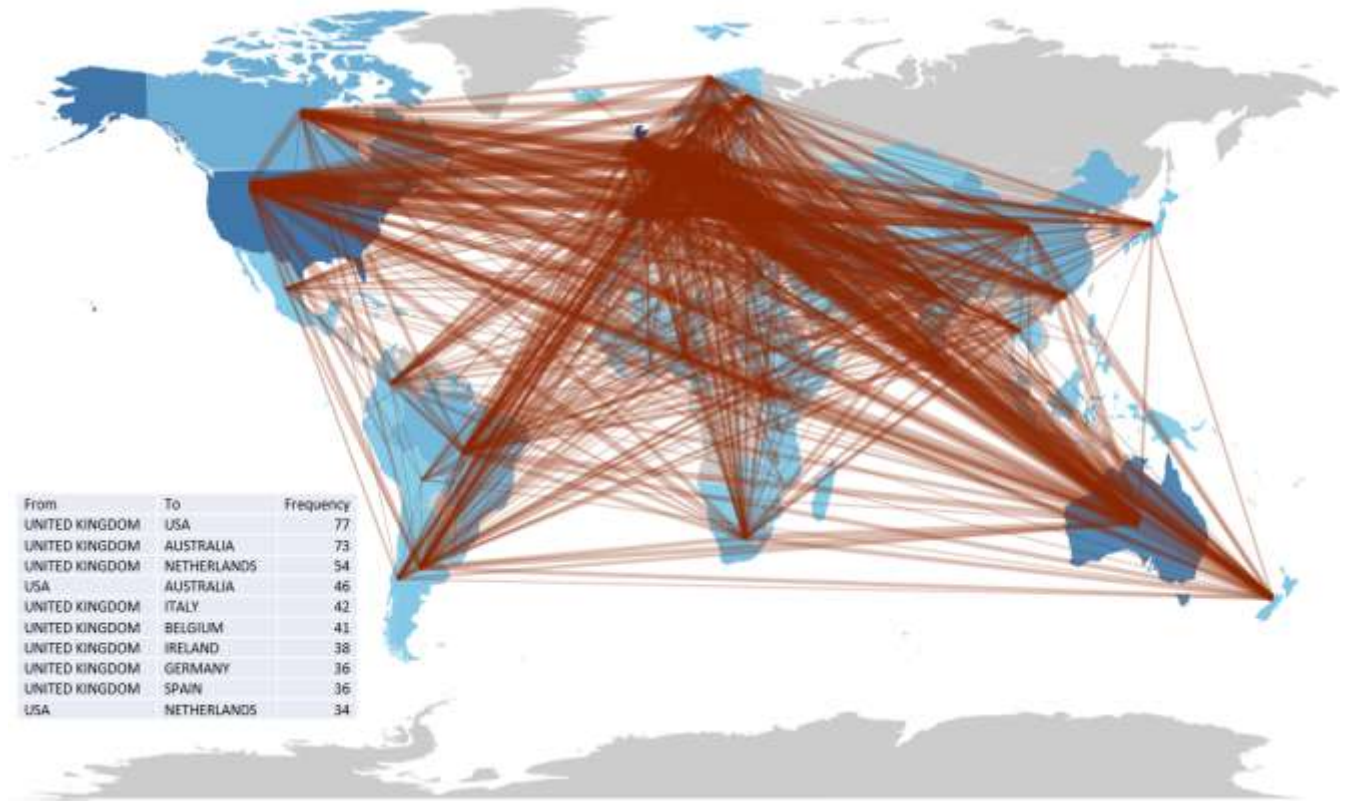 From To Frequency
UNITED KINGDOM USA 77
UNITED KINGDOM AUSTRALIA 73
UNITED KINGDOM NETHERLANDS 54
USA AUSTRALIA 46
UNITED KINGDOM ITALY 42
UNITED KINGDOM BELGIUM 41
UNITED KINGDOM IRELAND 38
UNITED KINGDOM GERMANY 36
UNITED KINGDOM SPAIN 36
USA NETHERLANDS 34